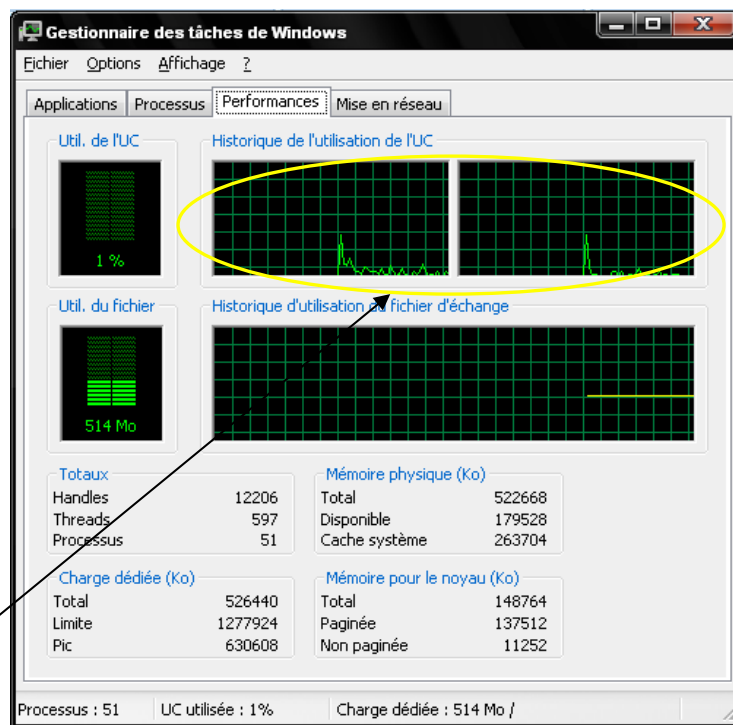 Gestionnaire des tâches de Windows
Fichier Options Affichage ?
Applications Processus Performances Mise en réseau
Util. de l'UC Historique de l'utilisation de l'UC
1 %
Util. du fichier Historique d'utilisation du fichier d'échange
514 Mo
Totaux
Handles 12206
Threads 597
Processus 51
Mémoire physique (Ko)
Total 522668
Disponible 179528
Cache système 263704
Charge dédiée (Ko)
Total 526440
Limite 1277924
Pic 630608
Mémoire pour le noyau (Ko)
Total 148764
Paginée 137512
Non paginée 11252
Processus : 51 UC utilisée : 1% Charge dédiée : 514 Mo /